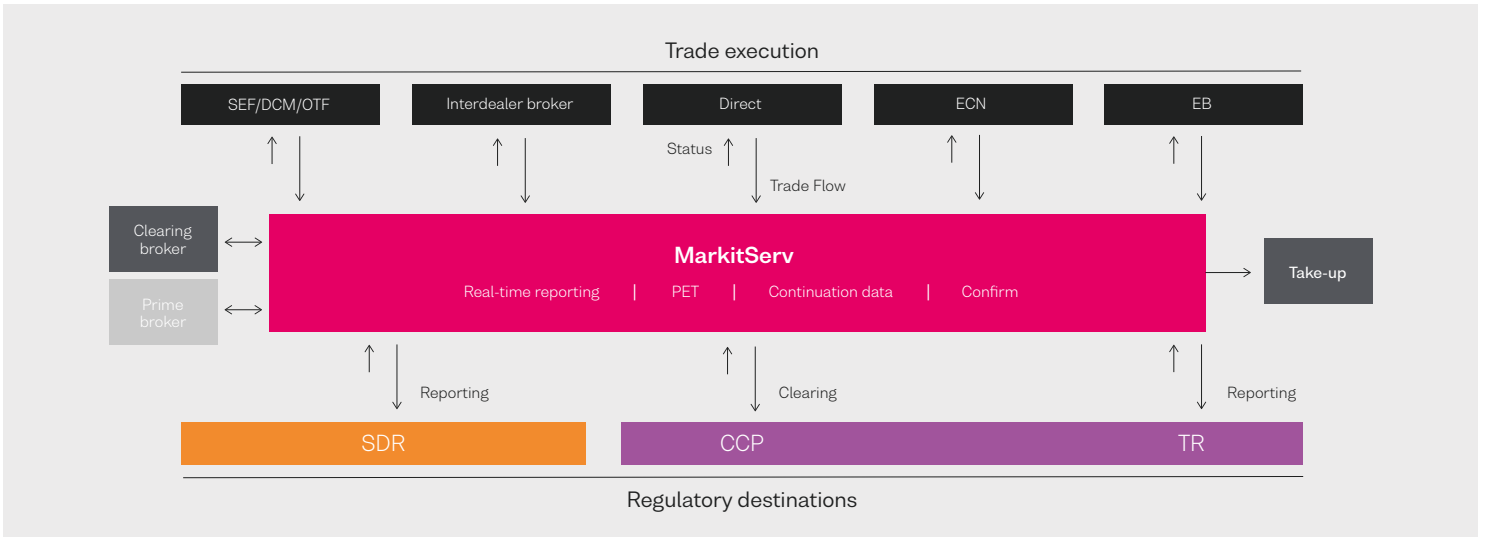 Trade execution
SEF/DCM/OTF
Interdealer broker
Direct
ECN
EB
Status
Trade Flow
Clearing
broker
Prime
broker
MarkitServ
Real-time reporting | PET | Continuation data | Confirm
Take-up
Reporting
Clearing
Reporting
SDR
CCP
TR
Regulatory destinations